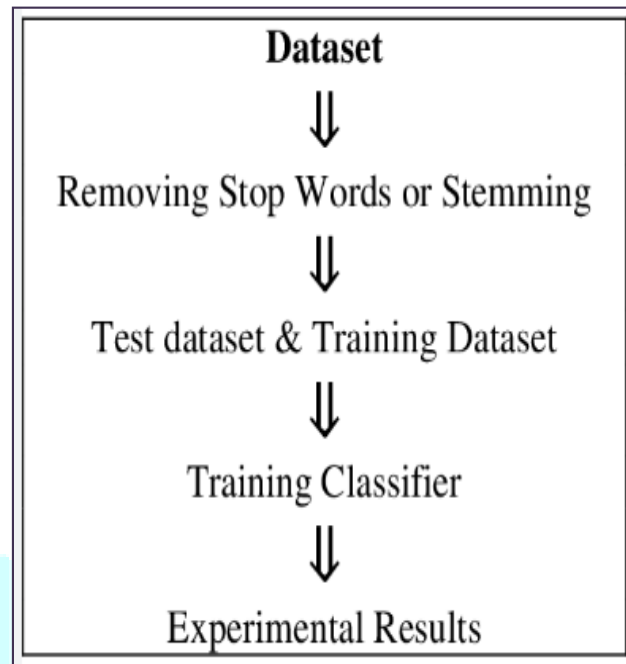 Dataset
⇓
Removing Stop Words or Stemming
⇓
Test dataset & Training Dataset
⇓
Training Classifier
⇓
Experimental Results